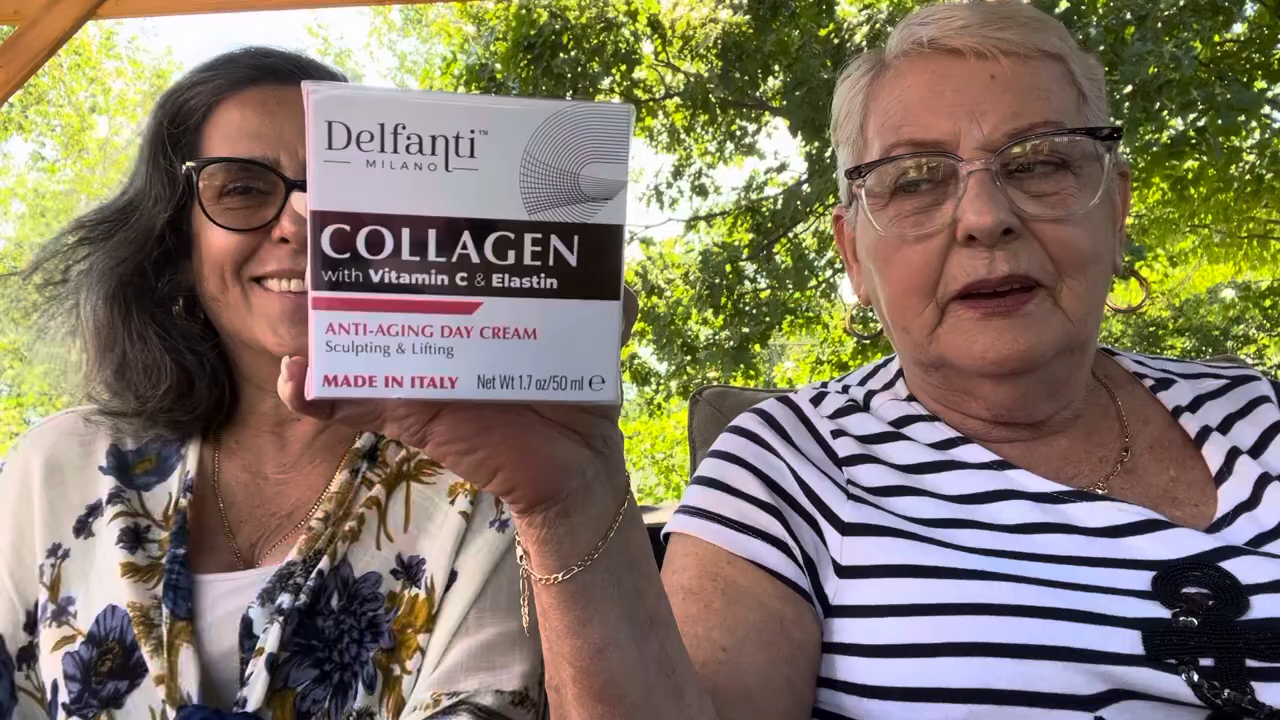 Delfanti™
MILANO
COLLAGEN
with Vitamin C & Elastin
ANTI-AGING DAY CREAM
Sculpting & Lifting
MADE IN ITALY Net Wt 1.7 oz/50 ml ℮